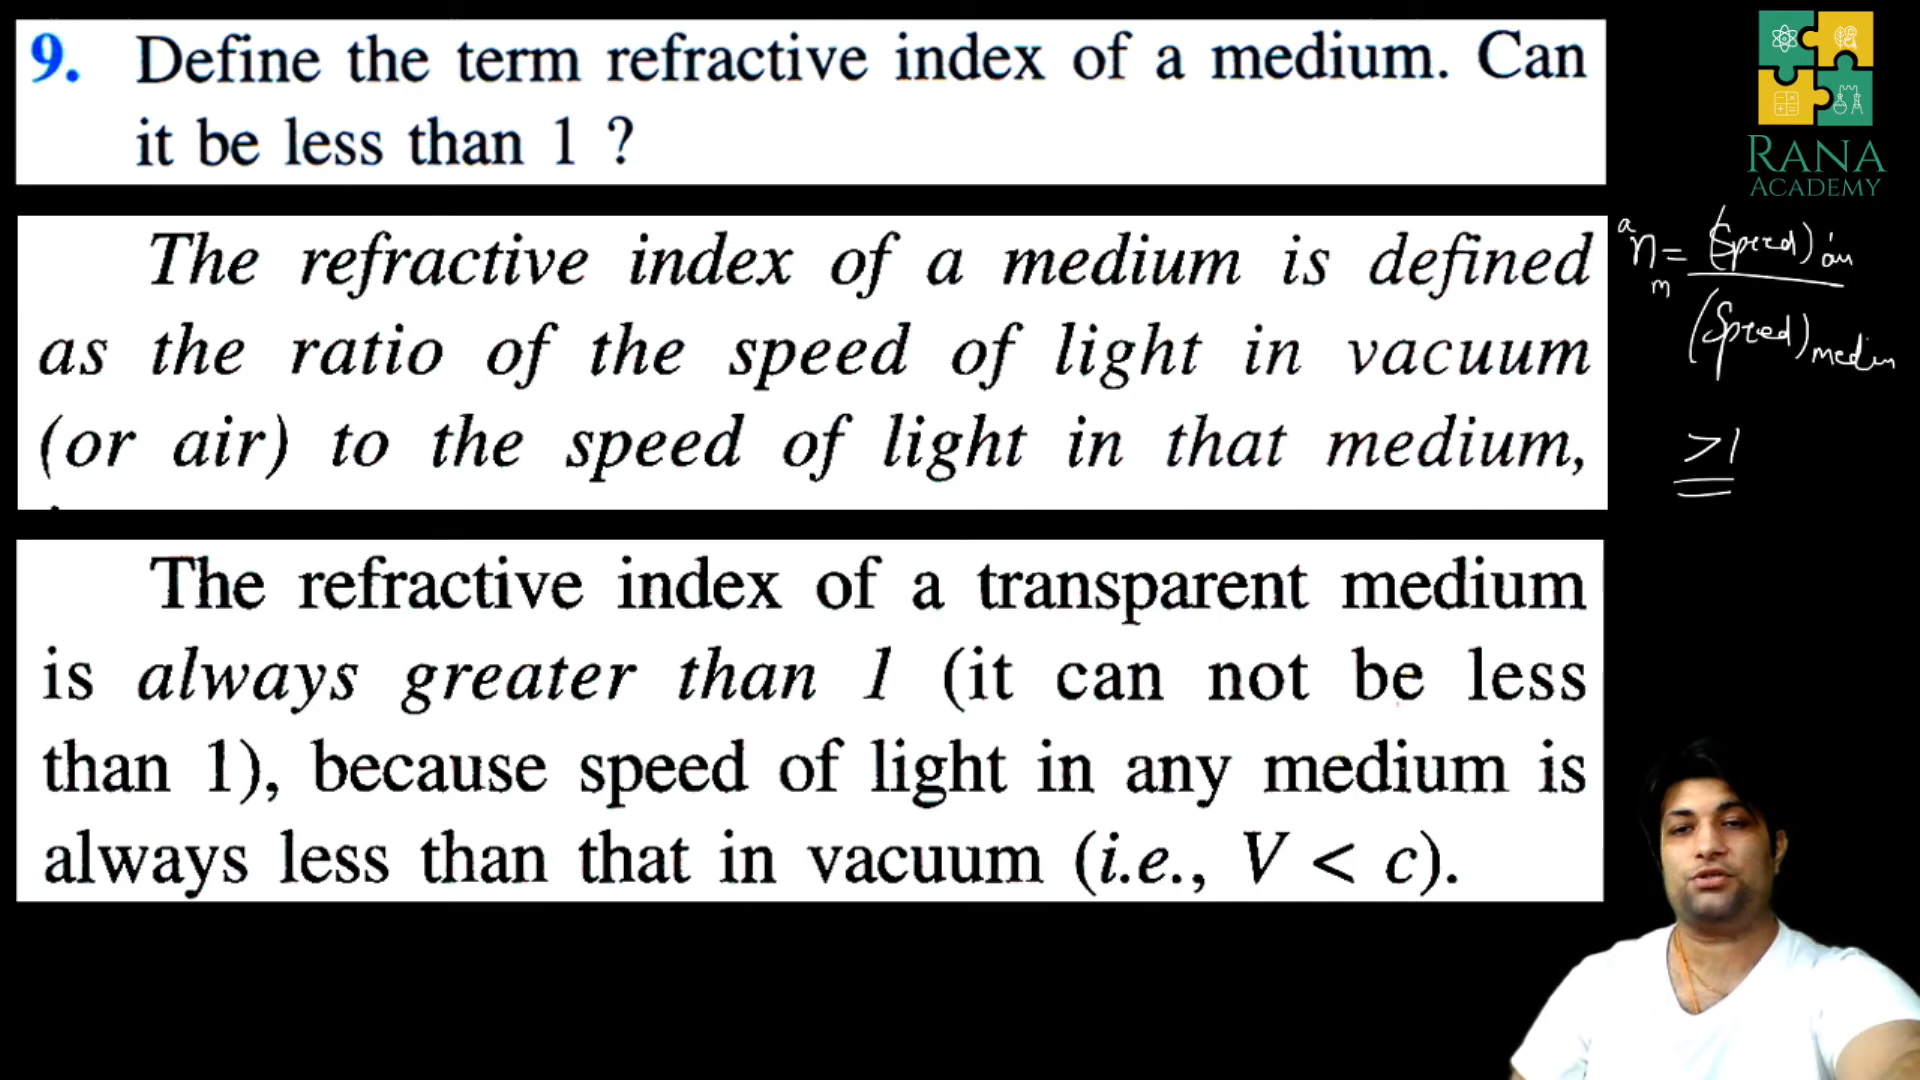 9. Define the term refractive index of a medium. Can
it be less than 1 ?
RANA
ACADEMY
The refractive index of a medium is defined
as the ratio of the speed of light in vacuum
(or air) to the speed of light in that medium,
a n m = (Speed) air
(Speed) medium
>1
The refractive index of a transparent medium
is always greater than 1 (it can not be less
than 1), because speed of light in any medium is
always less than that in vacuum (i.e., V < c).